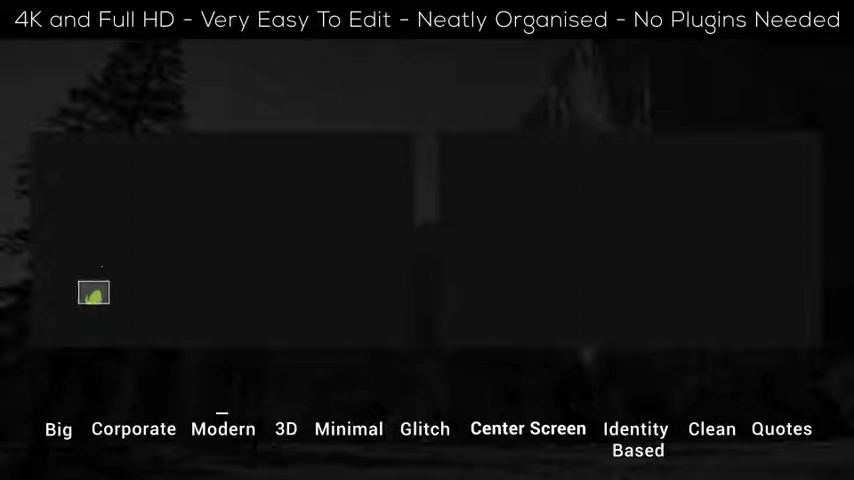 4K and Full HD - Very Easy To Edit - Neatly Organised - No Plugins Needed
Big Corporate Modern 3D Minimal Glitch Center Screen Identity Based Clean Quotes